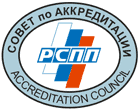 СОВЕТ по АККРЕДИТАЦИИ
РСПП
ACCREDITATION COUNCIL